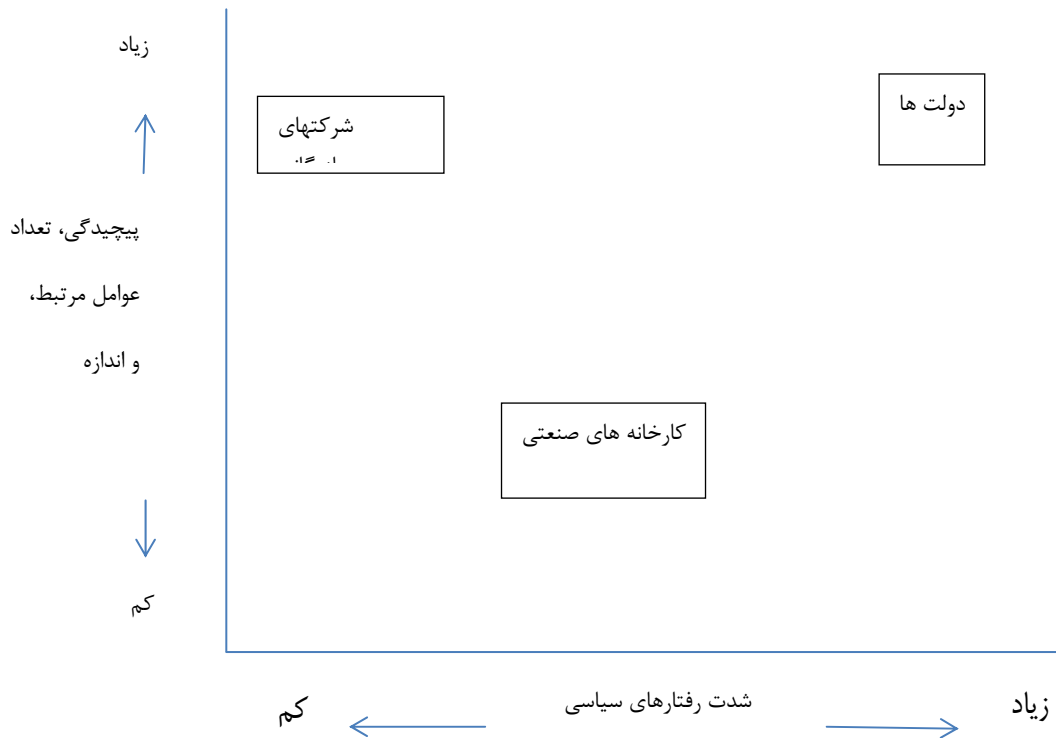 زیاد
دولت ها
شرکتهای
پیچیدگی، تعداد
عوامل مرتبط،
و اندازه
کارخانه های صنعتی
کم
زیاد
شدت رفتارهای سیاسی
کم